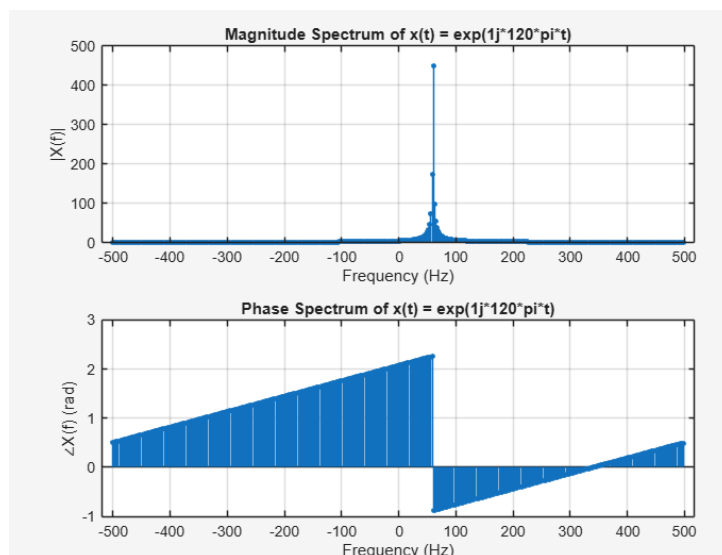 Magnitude Spectrum of x(t) = exp(1j*120*pi*t)
500
400
300
200
100
0
|X(f)|
-500 -400 -300 -200 -100 0 100 200 300 400 500
Frequency (Hz)
Phase Spectrum of x(t) = exp(1j*120*pi*t)
3
2
1
0
-1
∠X(f) (rad)
-500 -400 -300 -200 -100 0 100 200 300 400 500
Frequency (Hz)